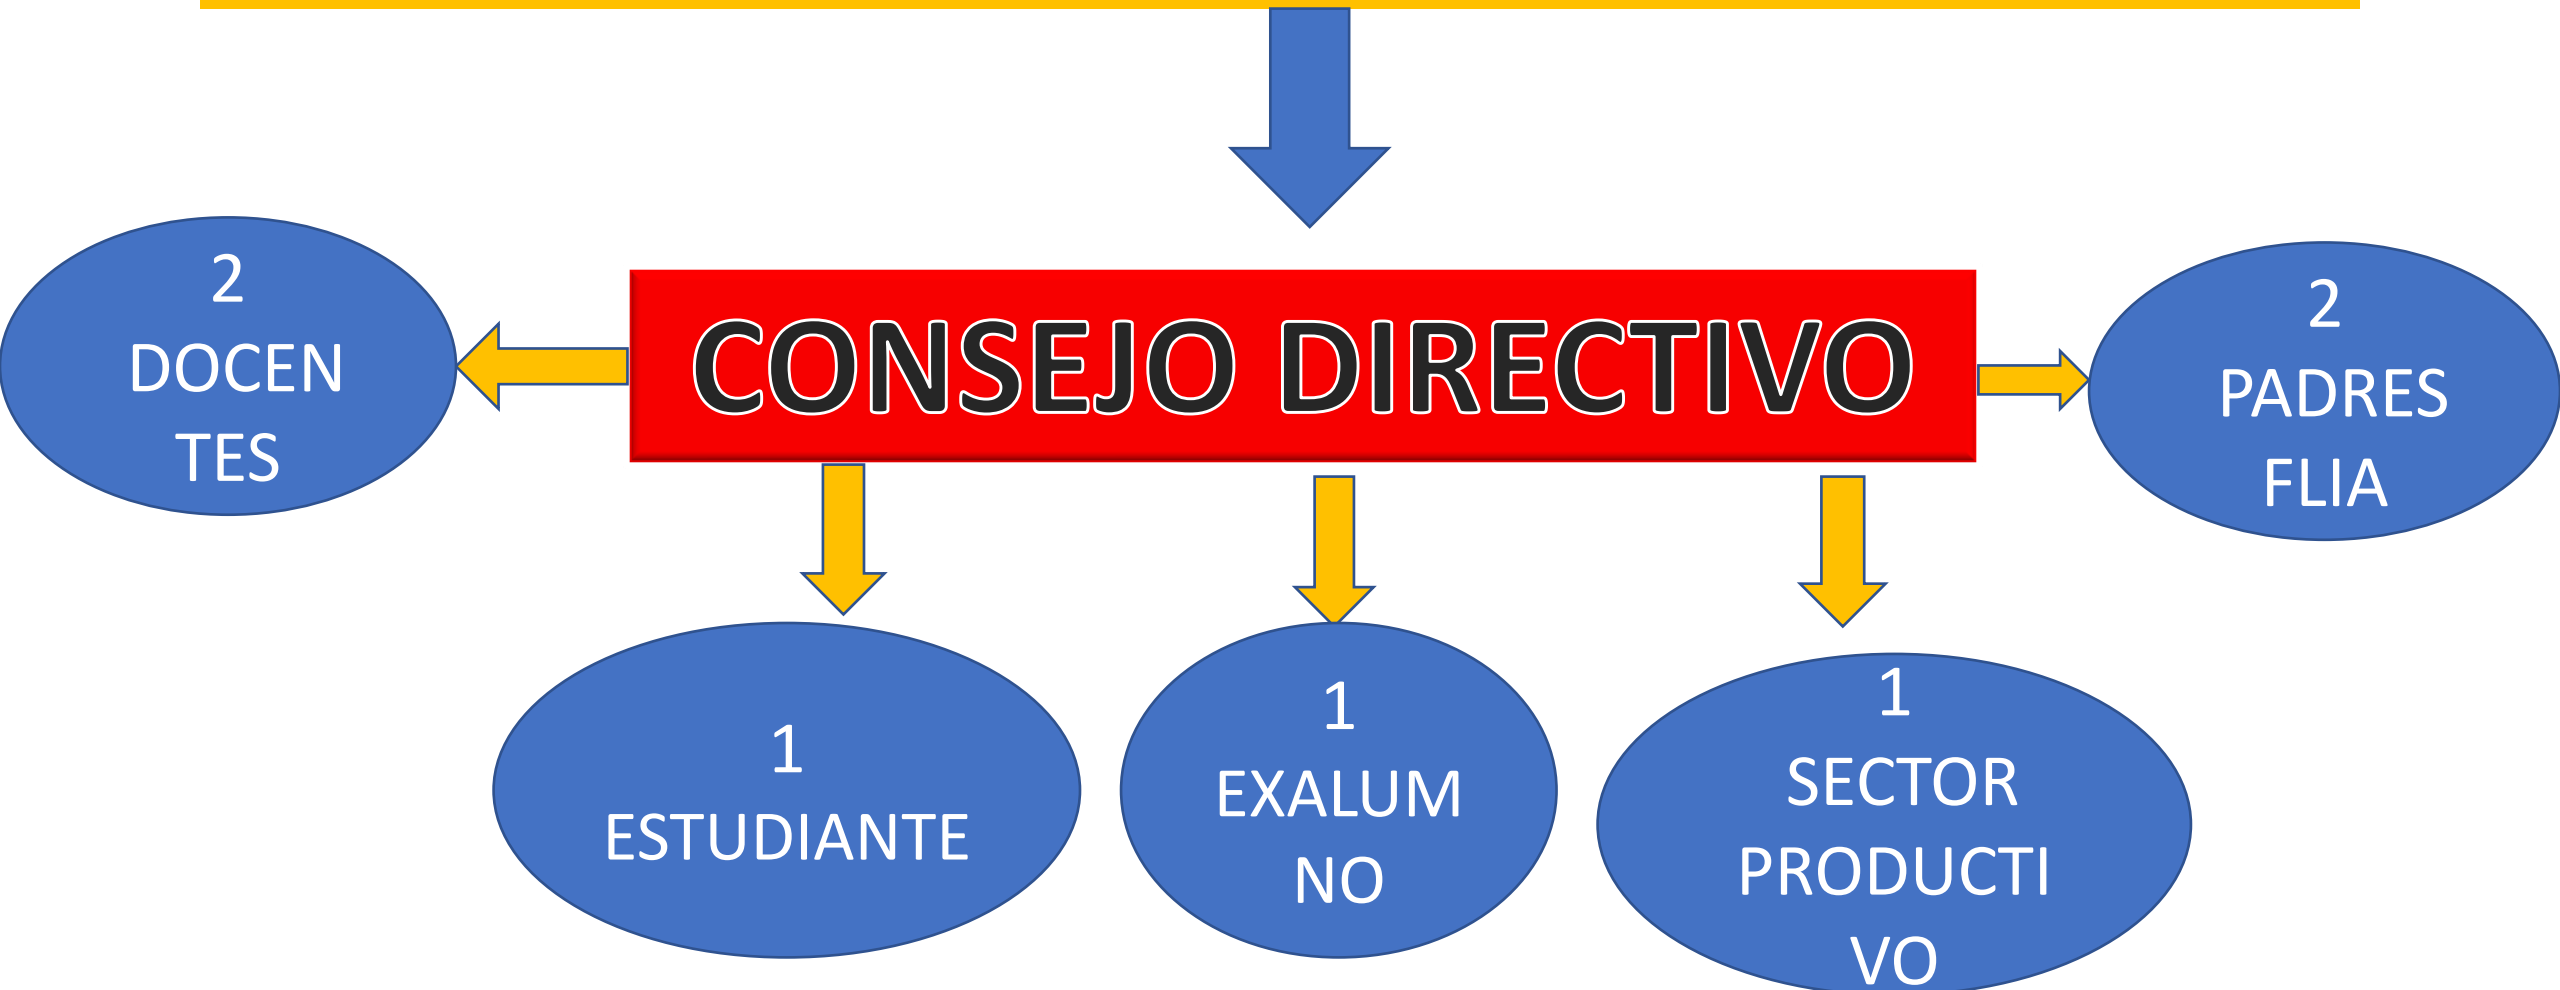 CONSEJO DIRECTIVO
2
DOCEN
TES
2
PADRES
FLIA
1
ESTUDIANTE
1
EXALUM
NO
1
SECTOR
PRODUCTI
VO